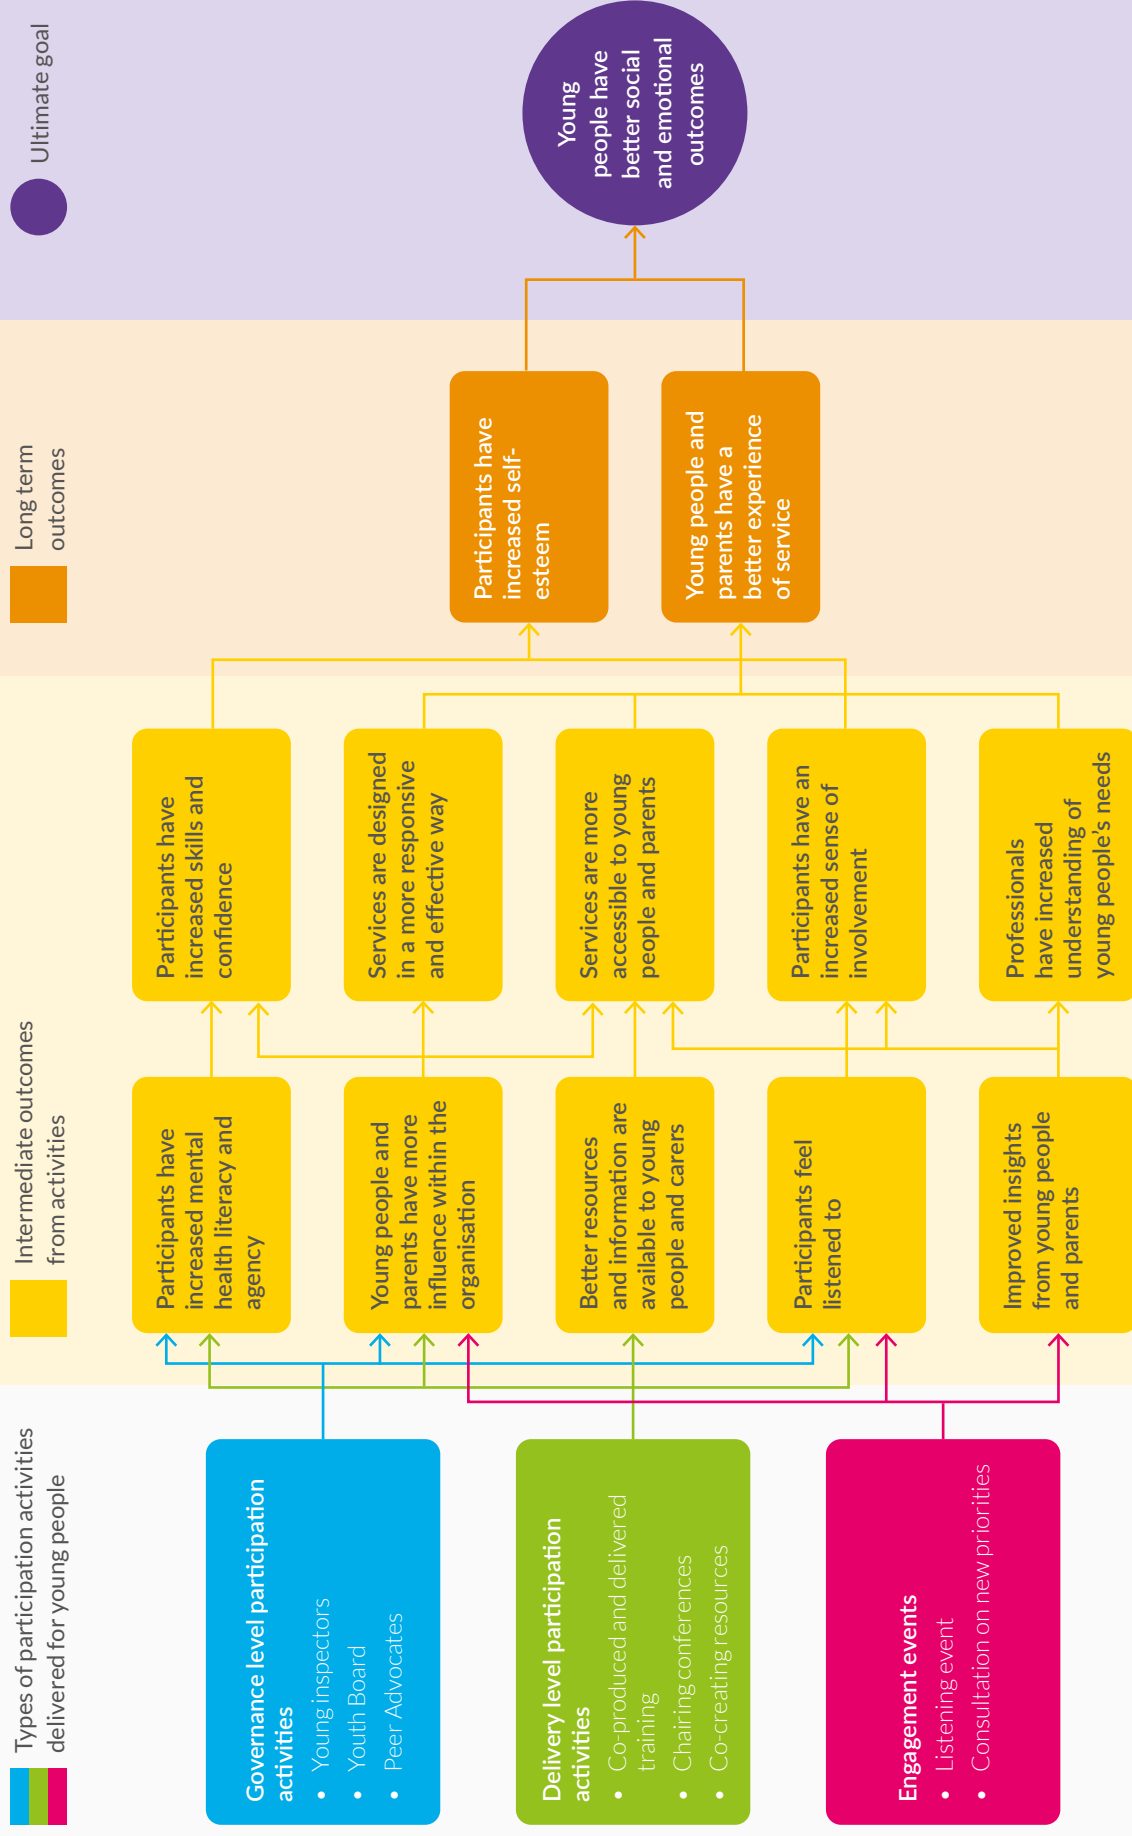 Types of participation activities
delivered for young people
Intermediate outcomes
from activities
Long term
outcomes
Ultimate goal
Governance level participation
activities
• Young inspectors
• Youth Board
• Peer Advocates
Delivery level participation
activities
• Co-produced and delivered
training
• Chairing conferences
• Co-creating resources
Engagement events
• Listening event
• Consultation on new priorities
Participants have
increased mental
health literacy and
agency
Young people and
parents have more
influence within the
organisation
Better resources
and information are
available to young
people and carers
Participants feel
listened to
Improved insights
from young people
and parents
Participants have
increased skills and
confidence
Services are designed
in a more responsive
and effective way
Services are more
accessible to young
people and parents
Participants have an
increased sense of
involvement
Professionals
have increased
understanding of
young people’s needs
Participants have
increased self-
esteem
Young people and
parents have a
better experience
of service
Young
people have
better social
and emotional
outcomes